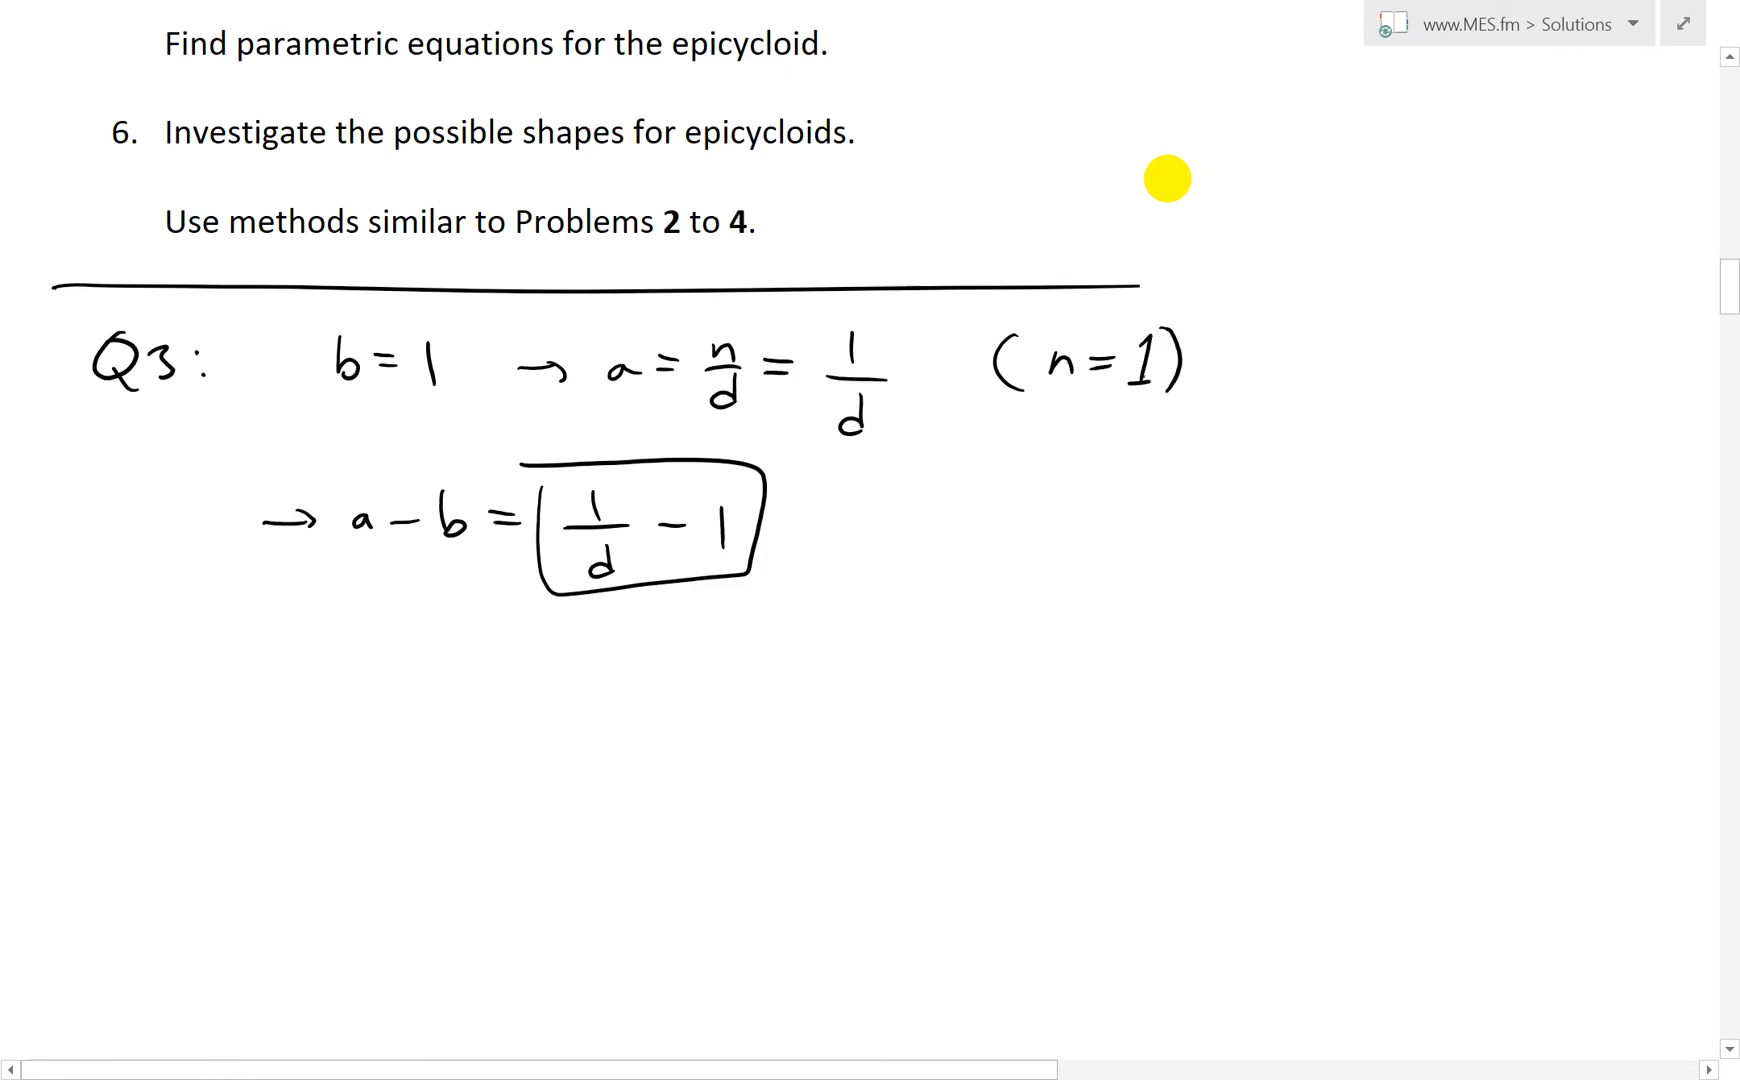 www.MES.fm > Solutions
Find parametric equations for the epicycloid.
6. Investigate the possible shapes for epicycloids.
Use methods similar to Problems 2 to 4.
Q3: b = 1 → a = n/d = 1/d (n = 1)
→ a - b = 1/d - 1